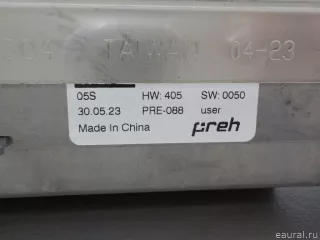 TAIWAN 04-23
05S HW: 405 SW: 0050
30.05.23 PRE-088 user
Made In China preh
eaural.ru